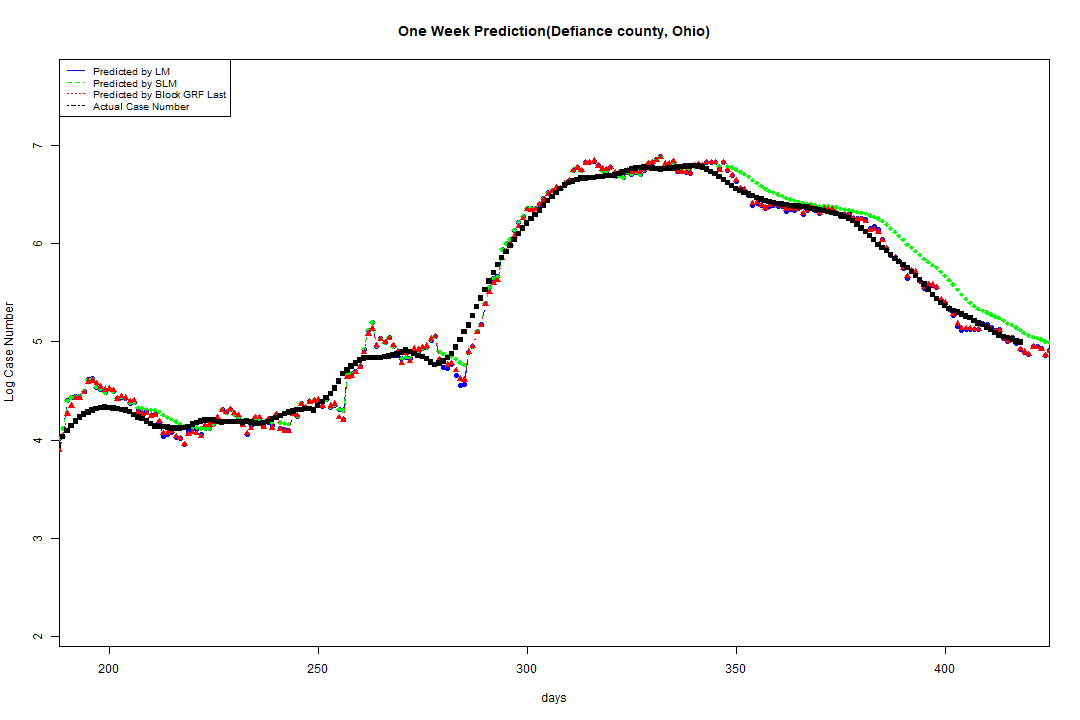 One Week Prediction(Defiance county, Ohio)
Predicted by LM
Predicted by SLM
Predicted by Block GRF Last
Actual Case Number
7
6
5
4
3
2
Log Case Number
200 250 300 350 400
days